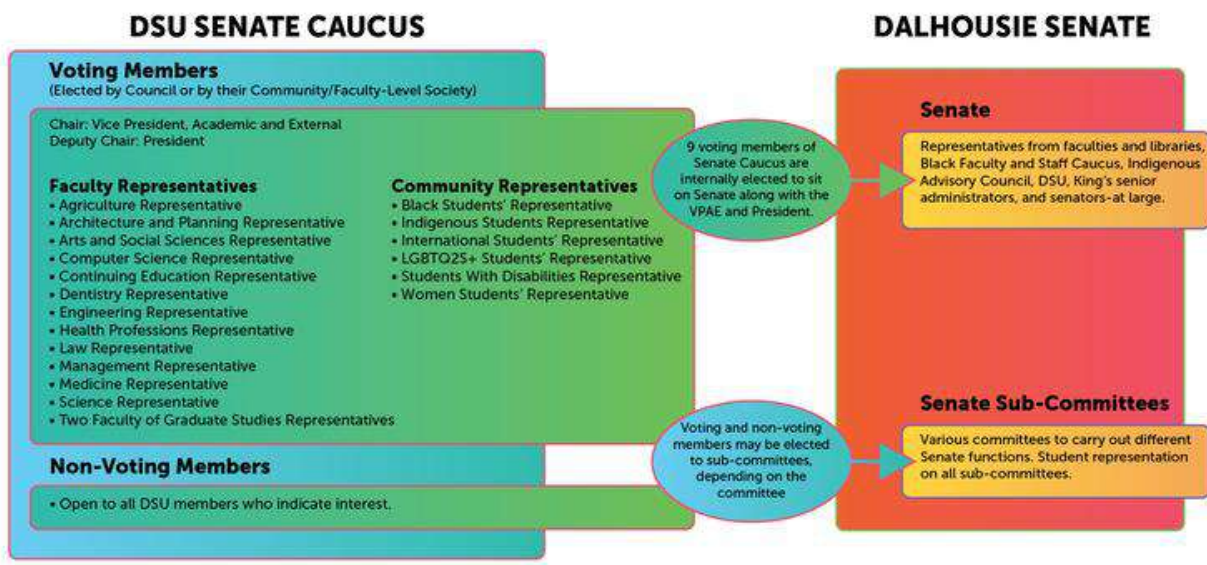 DSU SENATE CAUCUS
Voting Members
(Elected by Council or by their Community/Faculty-Level Society)
Chair: Vice President, Academic and External
Deputy Chair: President
Faculty Representatives
• Agriculture Representative
• Architecture and Planning Representative
• Arts and Social Sciences Representative
• Computer Science Representative
• Continuing Education Representative
• Dentistry Representative
• Engineering Representative
• Health Professions Representative
• Law Representative
• Management Representative
• Medicine Representative
• Science Representative
• Two Faculty of Graduate Studies Representatives
Community Representatives
• Black Students' Representative
• Indigenous Students Representative
• International Students' Representative
• LGBTQ2S+ Students' Representative
• Students With Disabilities Representative
• Women Students' Representative
Non-Voting Members
• Open to all DSU members who indicate interest.
9 voting members of
Senate Caucus are
internally elected to sit
on Senate along with the
VPAE and President.
Voting and non-voting
members may be elected
to sub-committees,
depending on the
committee
DALHOUSIE SENATE
Senate
Representatives from faculties and libraries,
Black Faculty and Staff Caucus, Indigenous
Advisory Council, DSU, King's senior
administrators, and senators-at large.
Senate Sub-Committees
Various committees to carry out different
Senate functions. Student representation
on all sub-committees.